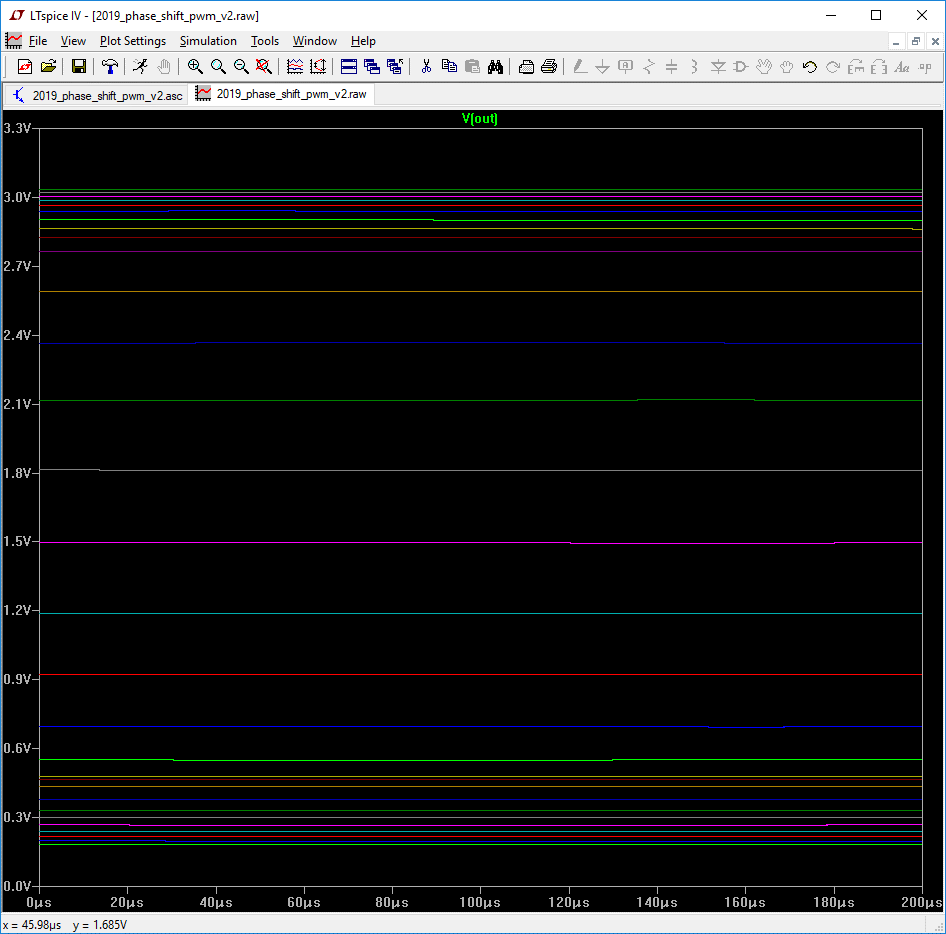 LTspice IV - [2019_phase_shift_pwm_v2.raw]
File View Plot Settings Simulation Tools Window Help
2019_phase_shift_pwm_v2.asc 2019_phase_shift_pwm_v2.raw
V(out)
3.3V
3.0V
2.7V
2.4V
2.1V
1.8V
1.5V
1.2V
0.9V
0.6V
0.3V
0.0V
0µs 20µs 40µs 60µs 80µs 100µs 120µs 140µs 160µs 180µs 200µs
x = 45.98µs y = 1.685V